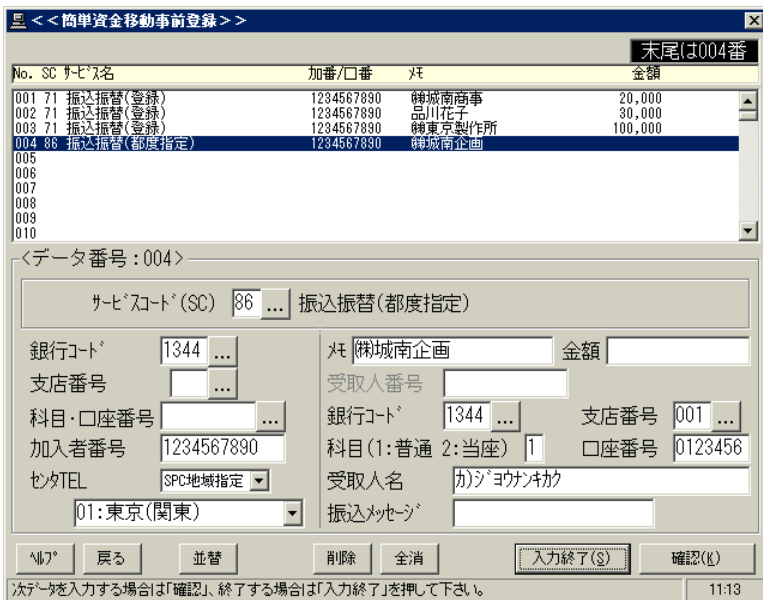 <<簡単資金移動事前登録>>
末尾は004番
No. SC ｻｰﾋﾞｽ名 加番/口番 ﾒﾓ 金額
001 71 振込振替(登録) 1234567890 ㈱城南商事 20,000
002 71 振込振替(登録) 1234567890 品川花子 30,000
003 71 振込振替(登録) 1234567890 ㈱東京製作所 100,000
004 86 振込振替(都度指定) 1234567890 ㈱城南企画
005
006
007
008
009
010
<データ番号:004>
ｻｰﾋﾞｽｺｰﾄﾞ(SC) 86 ... 振込振替(都度指定)
銀行ｺｰﾄﾞ 1344 ... ﾒﾓ ㈱城南企画 金額
支店番号 ... 受取人番号
科目･口座番号 ... 銀行ｺｰﾄﾞ 1344 ... 支店番号 001 ...
加入者番号 1234567890 科目(1:普通 2:当座) 1 口座番号 0123456
ｾﾝﾀTEL SPC地域指定 受取人名 ｶ)ｼﾞﾖｳﾅﾝｷｶｸ
01:東京(関東) 振込ﾒｯｾｰｼﾞ
ﾍﾙﾌﾟ 戻る 並替 削除 全消 入力終了(S) 確認(K)
次ﾃﾞｰﾀを入力する場合は｢確認｣、終了する場合は｢入力終了｣を押して下さい。 11:13